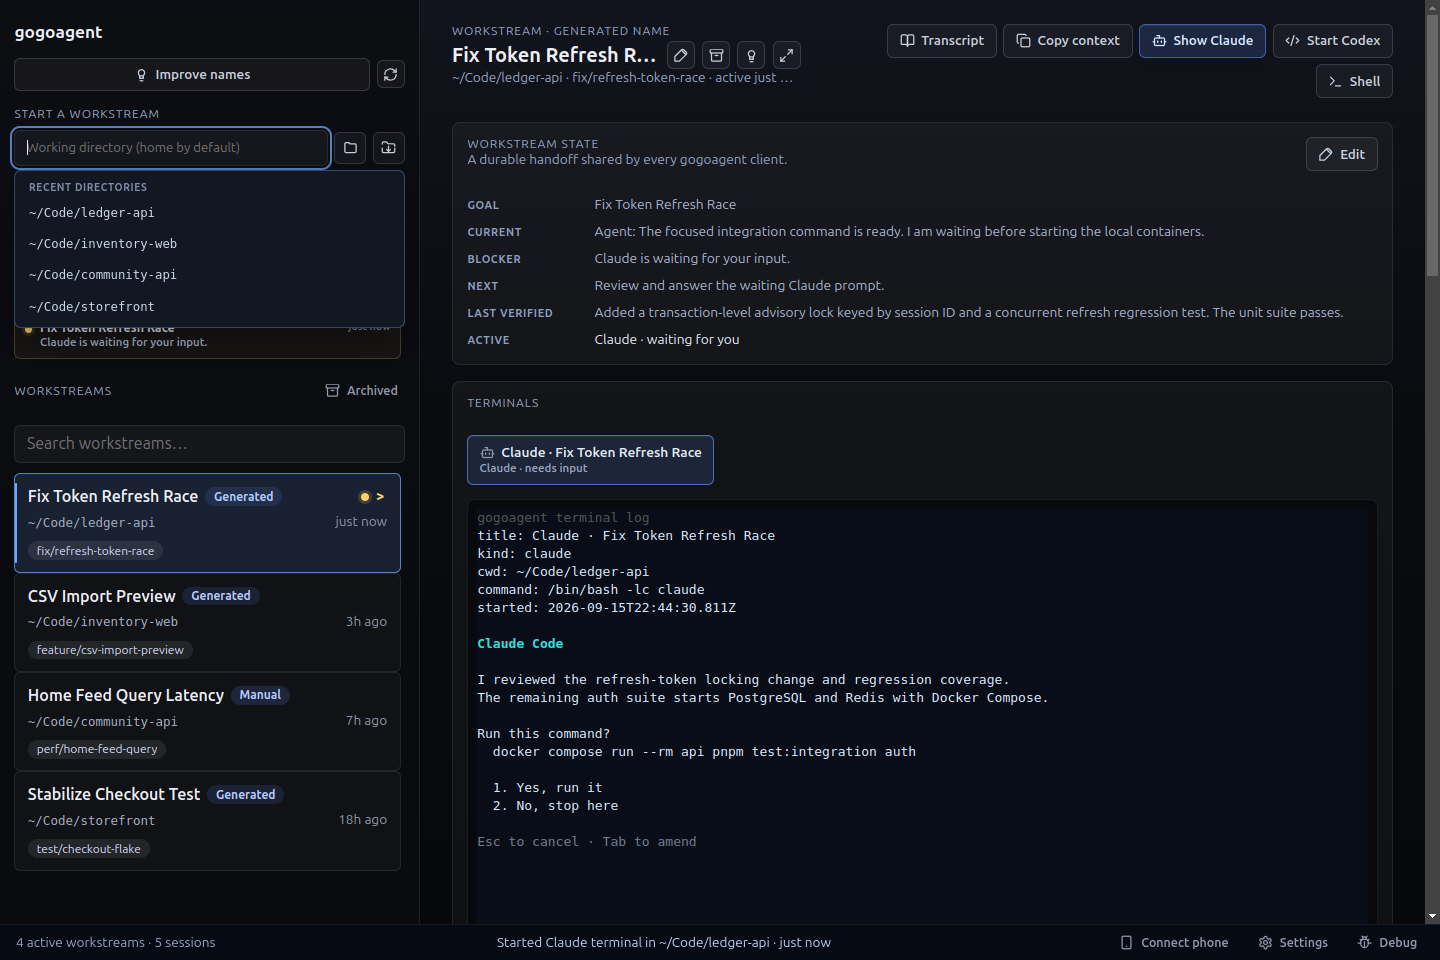 gogoagent
Improve names
START A WORKSTREAM
Working directory (home by default)
RECENT DIRECTORIES
~/Code/ledger-api
~/Code/inventory-web
~/Code/community-api
~/Code/storefront
Fix Token Refresh Race just now
Claude is waiting for your input.
WORKSTREAMS
Archived
Search workstreams...
Fix Token Refresh Race Generated >
~/Code/ledger-api just now
fix/refresh-token-race
CSV Import Preview Generated
~/Code/inventory-web 3h ago
feature/csv-import-preview
Home Feed Query Latency Manual
~/Code/community-api 7h ago
perf/home-feed-query
Stabilize Checkout Test Generated
~/Code/storefront 18h ago
test/checkout-flake
WORKSTREAM · GENERATED NAME
Fix Token Refresh R...
~/Code/ledger-api · fix/refresh-token-race · active just ...
Transcript
Copy context
Show Claude
Start Codex
Shell
WORKSTREAM STATE
A durable handoff shared by every gogoagent client.
Edit
GOAL Fix Token Refresh Race
CURRENT Agent: The focused integration command is ready. I am waiting before starting the local containers.
BLOCKER Claude is waiting for your input.
NEXT Review and answer the waiting Claude prompt.
LAST VERIFIED Added a transaction-level advisory lock keyed by session ID and a concurrent refresh regression test. The unit suite passes.
ACTIVE Claude · waiting for you
TERMINALS
Claude · Fix Token Refresh Race
Claude · needs input
gogoagent terminal log
title: Claude · Fix Token Refresh Race
kind: claude
cwd: ~/Code/ledger-api
command: /bin/bash -lc claude
started: 2026-09-15T22:44:30.811Z
Claude Code
I reviewed the refresh-token locking change and regression coverage.
The remaining auth suite starts PostgreSQL and Redis with Docker Compose.
Run this command?
docker compose run --rm api pnpm test:integration auth
1. Yes, run it
2. No, stop here
Esc to cancel · Tab to amend
4 active workstreams · 5 sessions
Started Claude terminal in ~/Code/ledger-api · just now
Connect phone
Settings
Debug